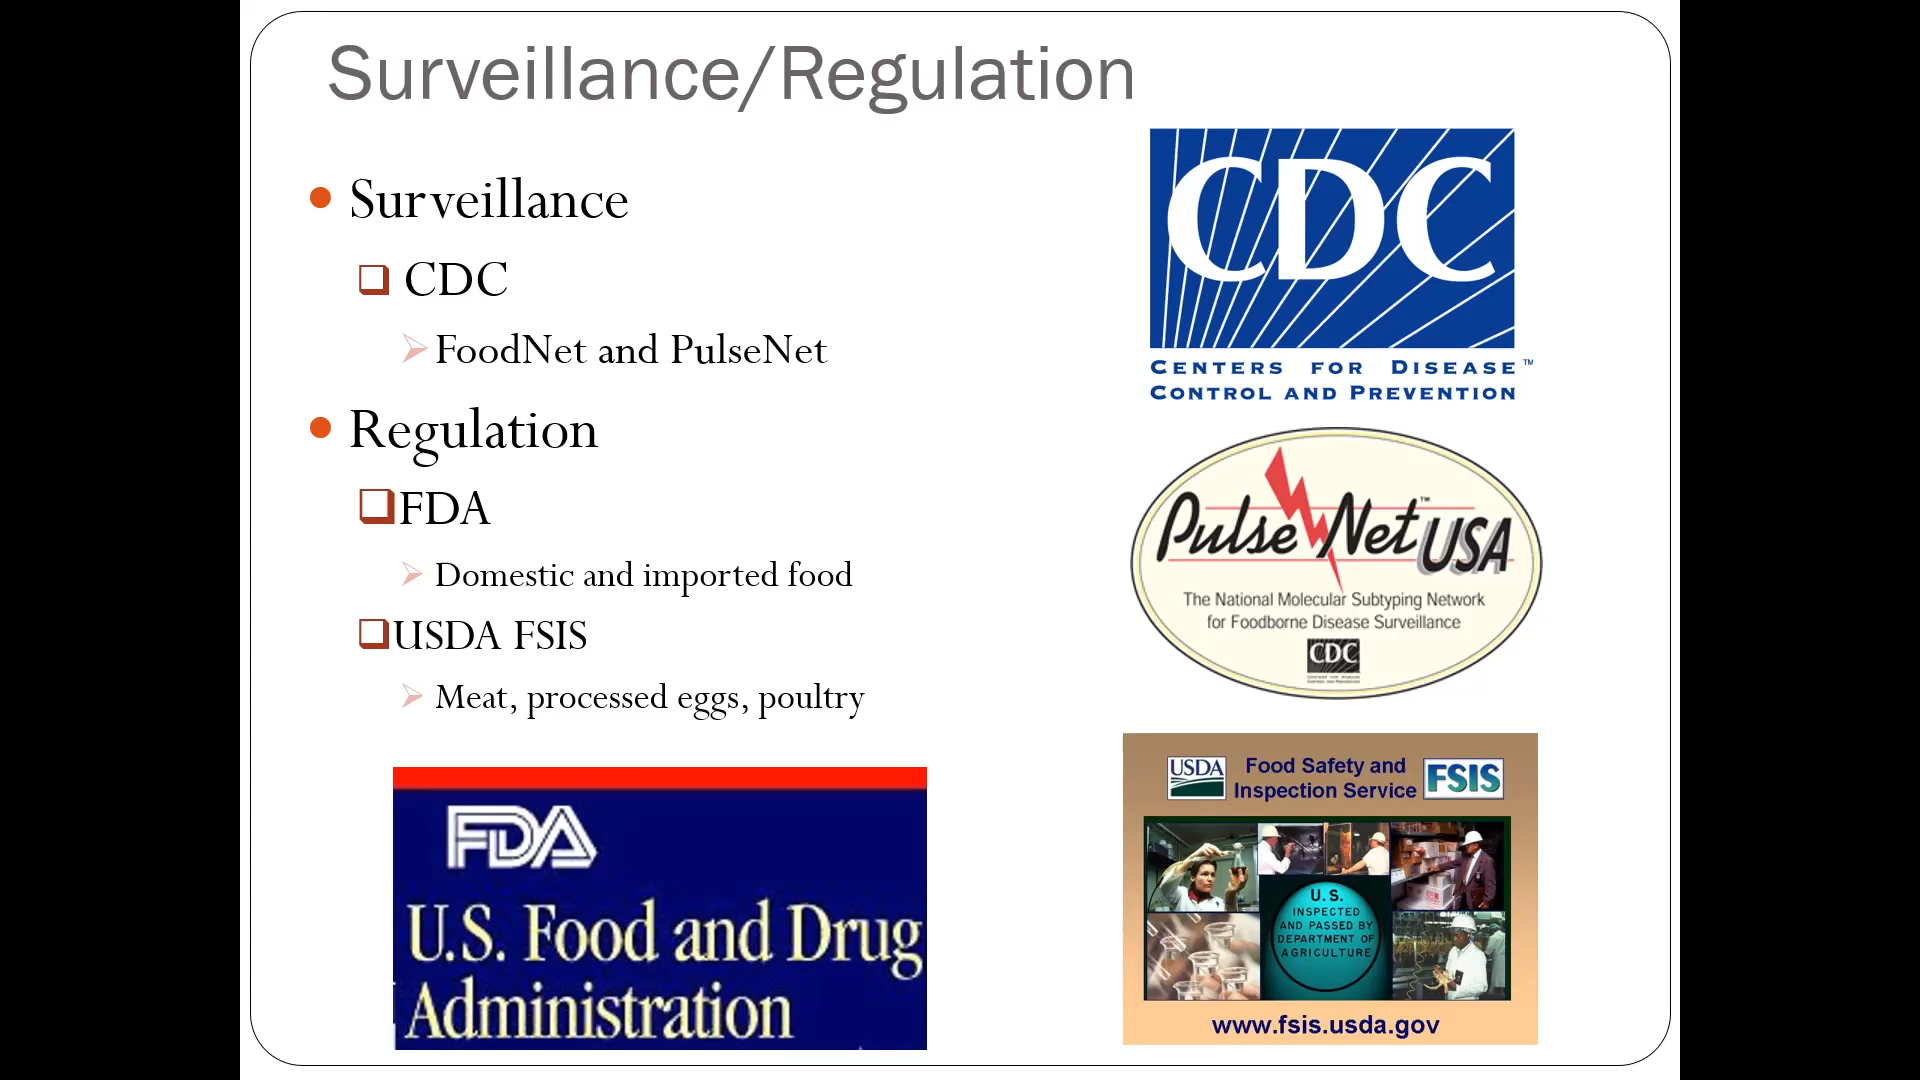 Surveillance/Regulation
Surveillance
CDC
FoodNet and PulseNet
Regulation
FDA
Domestic and imported food
USDA FSIS
Meat, processed eggs, poultry
CDC
CENTERS FOR DISEASE™
CONTROL AND PREVENTION
PulseNet™USA
The National Molecular Subtyping Network
for Foodborne Disease Surveillance
CDC
FDA
U.S. Food and Drug
Administration
USDA
Food Safety and
Inspection Service
FSIS
U.S.
INSPECTED
AND PASSED BY
DEPARTMENT OF
AGRICULTURE
www.fsis.usda.gov